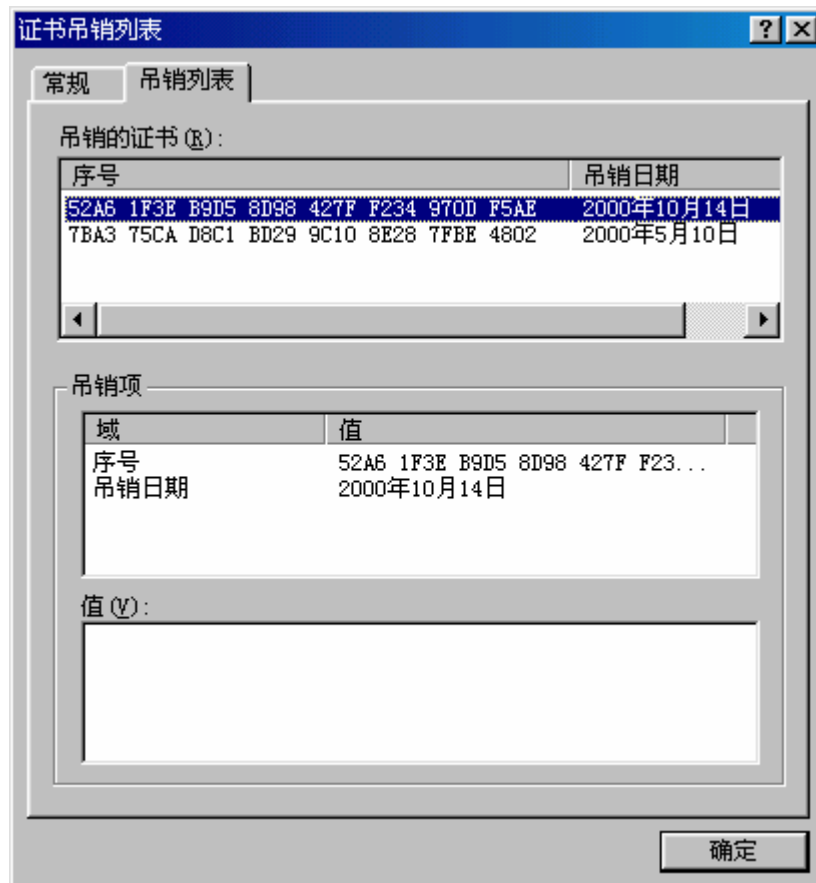 证书吊销列表
常规 吊销列表
吊销的证书(R):
序号 吊销日期
52A6 1F3E B9D5 8D98 427F F234 970D F5AE 2000年10月14日
7BA3 75CA D8C1 BD29 9C10 8E28 7FBE 4802 2000年5月10日
吊销项
域 值
序号 52A6 1F3E B9D5 8D98 427F F23...
吊销日期 2000年10月14日
值(V):
确定